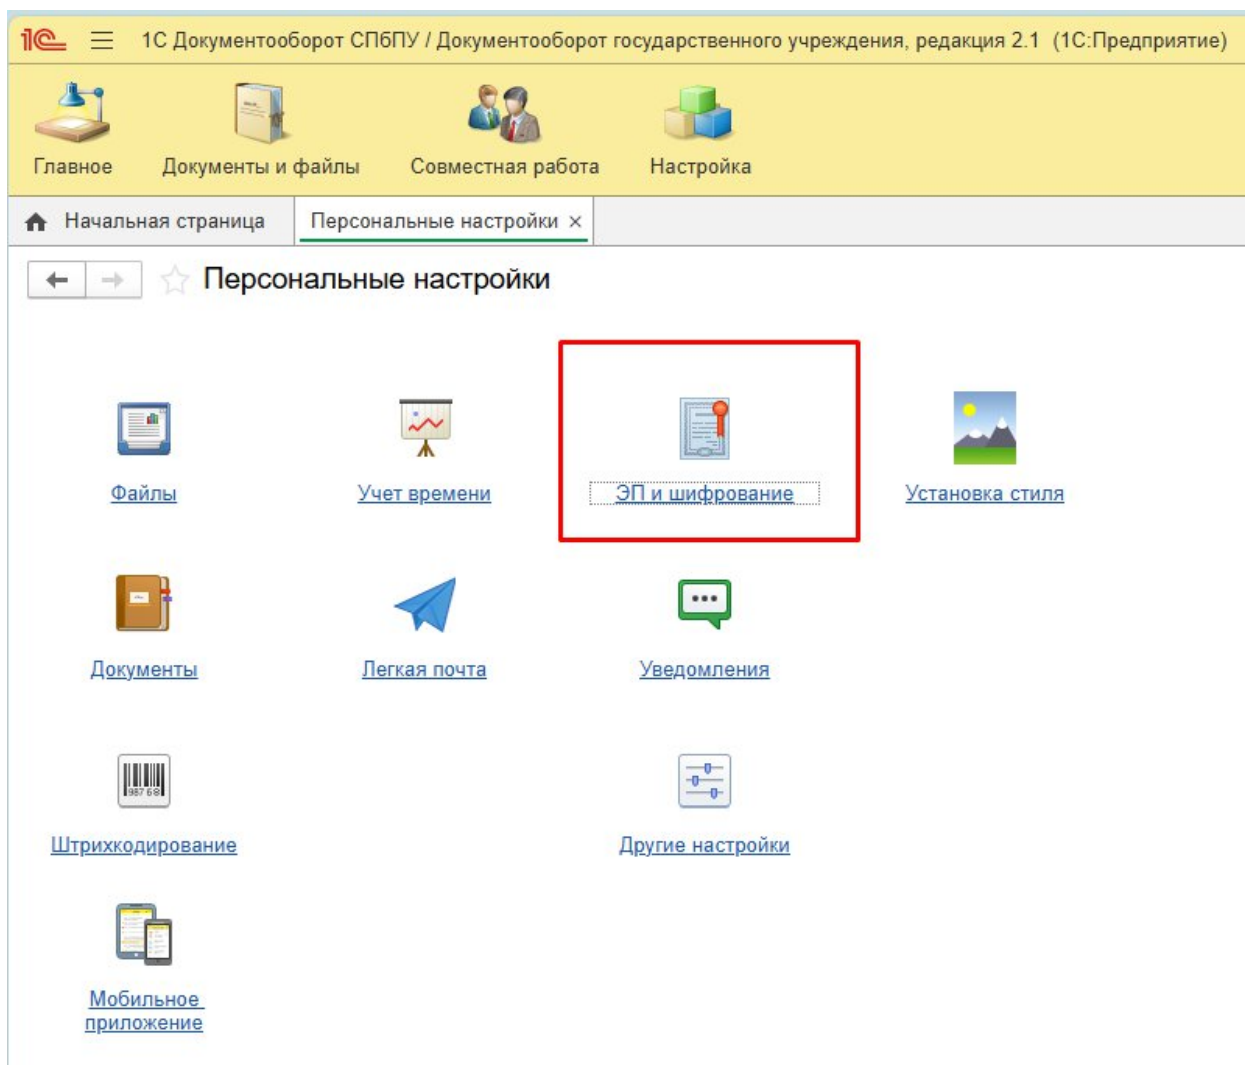 1С Документооборот СПбПУ / Документооборот государственного учреждения, редакция 2.1 (1С:Предприятие)
Главное Документы и файлы Совместная работа Настройка
Начальная страница Персональные настройки ×
Персональные настройки
Файлы Учет времени ЭП и шифрование Установка стиля
Документы Легкая почта Уведомления
98768
Штрихкодирование Другие настройки
Мобильное
приложение